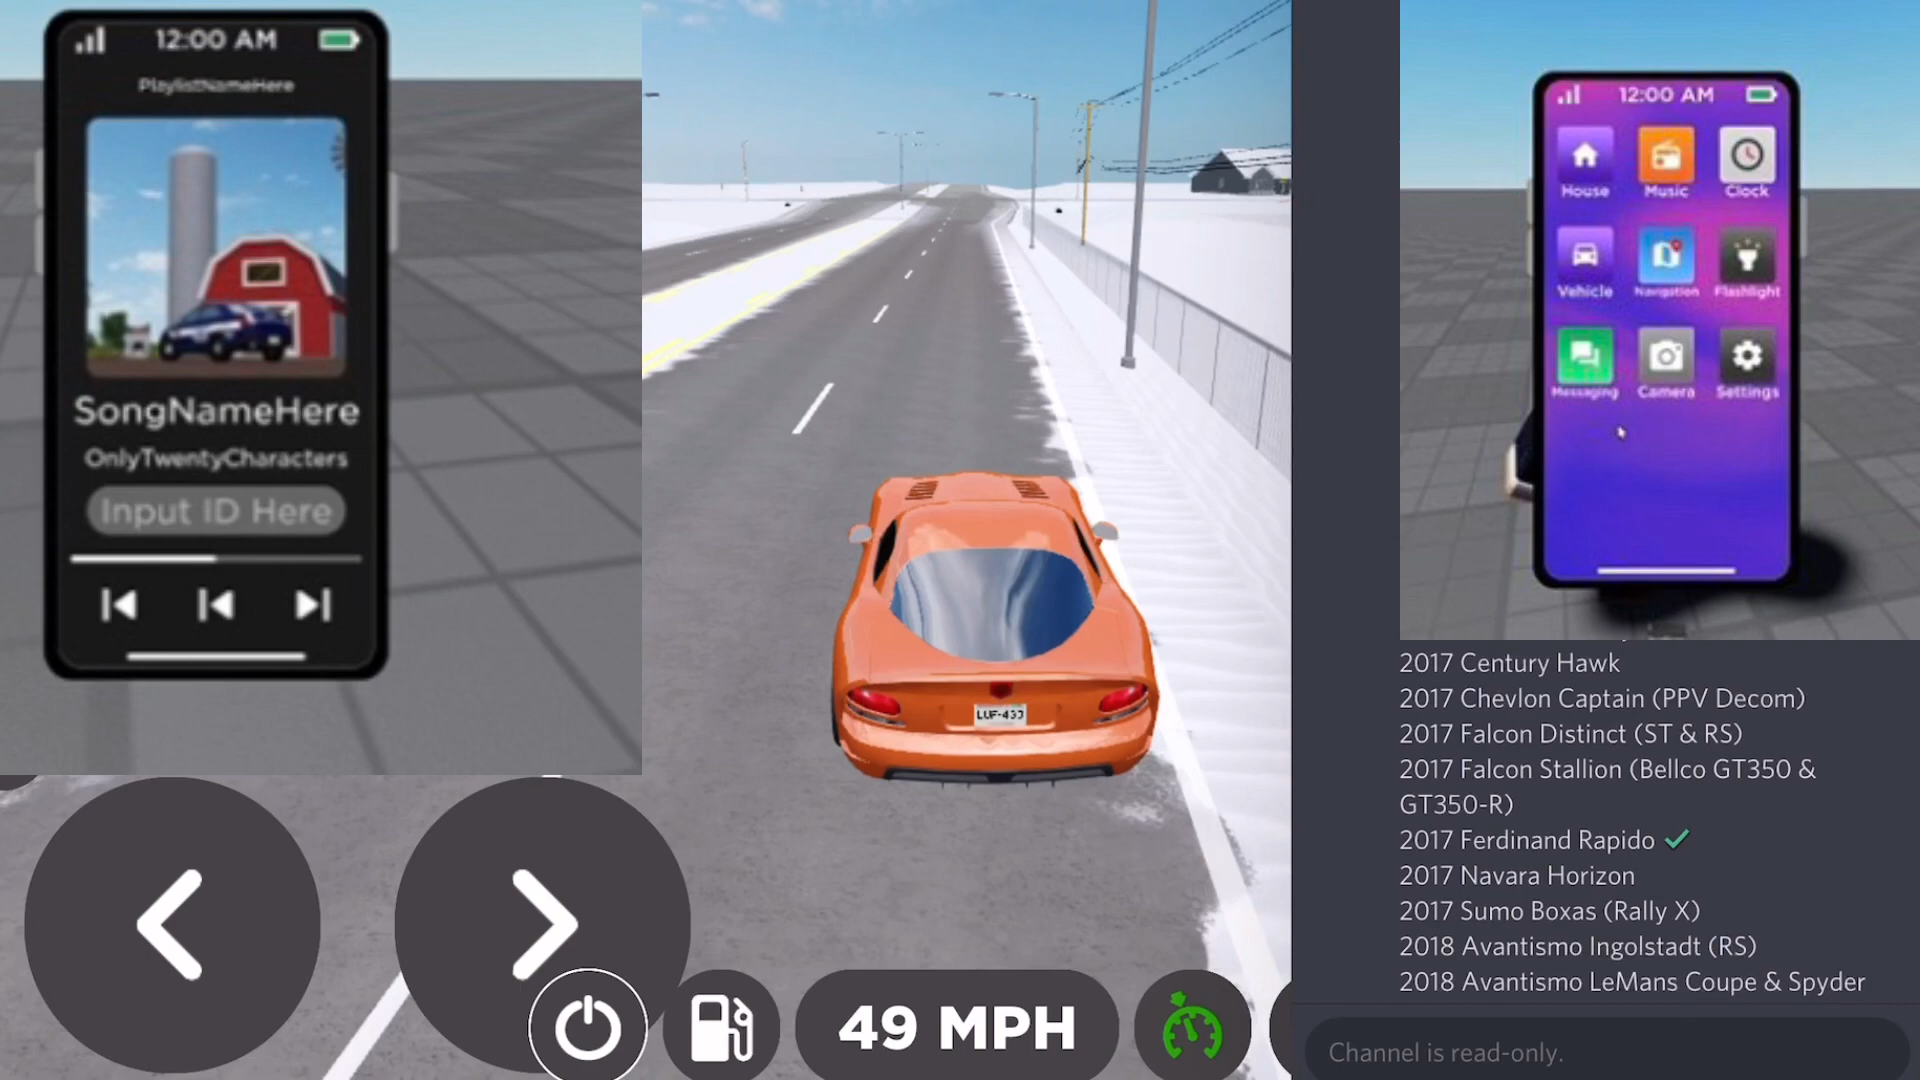 12:00 AM
PlaylistNameHere
SongNameHere
OnlyTwentyCharacters
Input ID Here
49 MPH
12:00 AM
House Music Clock
Vehicle Navigation Flashlight
Messaging Camera Settings
2017 Century Hawk
2017 Chevlon Captain (PPV Decom)
2017 Falcon Distinct (ST & RS)
2017 Falcon Stallion (Bellco GT350 &
GT350-R)
2017 Ferdinand Rapido ✓
2017 Navara Horizon
2017 Sumo Boxas (Rally X)
2018 Avantismo Ingolstadt (RS)
2018 Avantismo LeMans Coupe & Spyder
Channel is read-only.